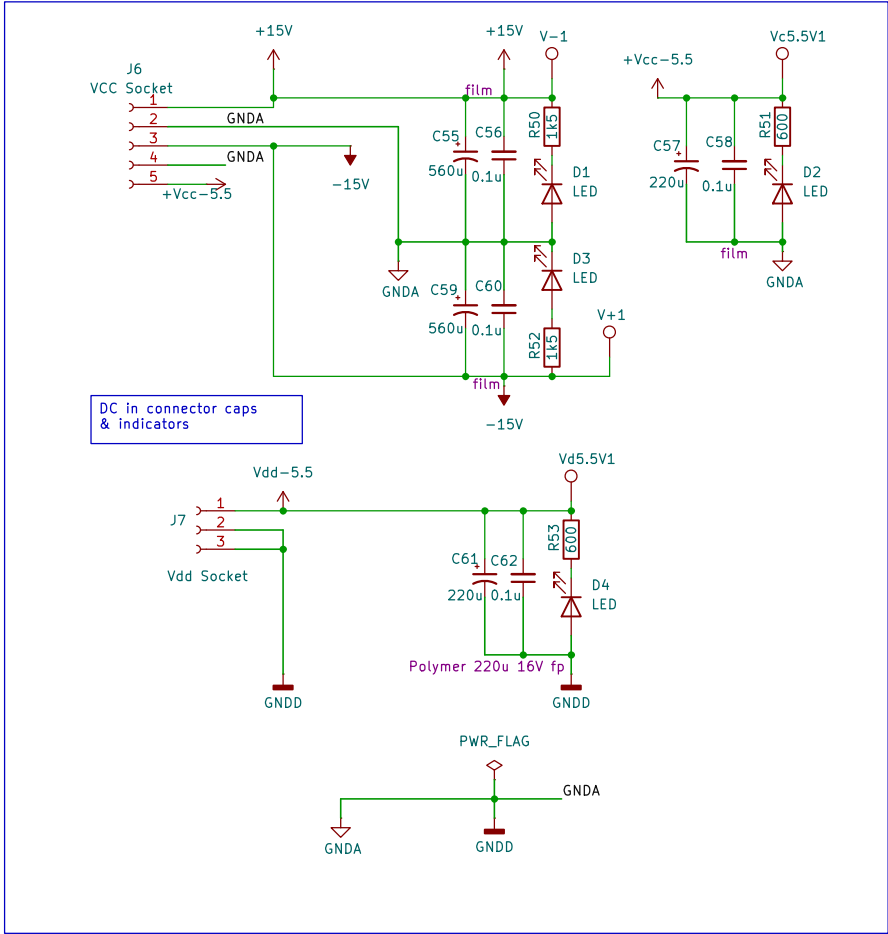 +15V
+15V
V-1
Vc5.5V1
+Vcc-5.5
J6
VCC Socket
1
2
3
4
5
GNDA
GNDA
-15V
+Vcc-5.5
film
C55
560u
C56
0.1u
R50
1k5
D1
LED
C57
220u
C58
0.1u
R51
600
D2
LED
film
GNDA
GNDA
C59
560u
C60
0.1u
D3
LED
R52
1k5
V+1
film
-15V
DC in connector caps
& indicators
Vdd-5.5
Vd5.5V1
J7
1
2
3
Vdd Socket
C61
220u
C62
0.1u
R53
600
D4
LED
Polymer 220u 16V fp
GNDD
GNDD
PWR_FLAG
GNDA
GNDA
GNDD